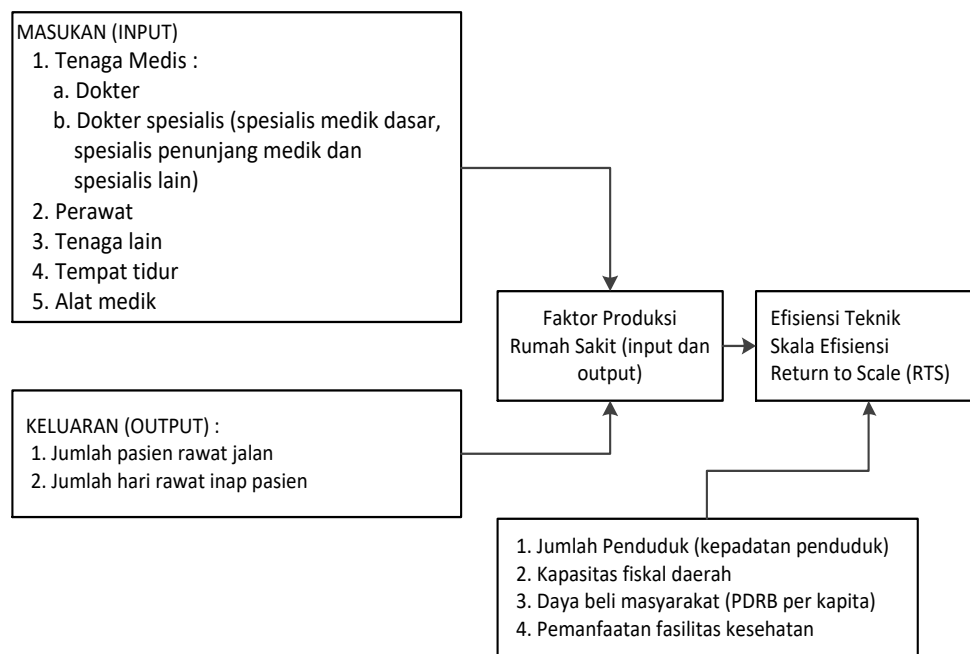 MASUKAN (INPUT)
1. Tenaga Medis :
a. Dokter
b. Dokter spesialis (spesialis medik dasar,
spesialis penunjang medik dan
spesialis lain)
2. Perawat
3. Tenaga lain
4. Tempat tidur
5. Alat medik
Faktor Produksi
Rumah Sakit (input dan
output)
Efisiensi Teknik
Skala Efisiensi
Return to Scale (RTS)
KELUARAN (OUTPUT) :
1. Jumlah pasien rawat jalan
2. Jumlah hari rawat inap pasien
1. Jumlah Penduduk (kepadatan penduduk)
2. Kapasitas fiskal daerah
3. Daya beli masyarakat (PDRB per kapita)
4. Pemanfaatan fasilitas kesehatan